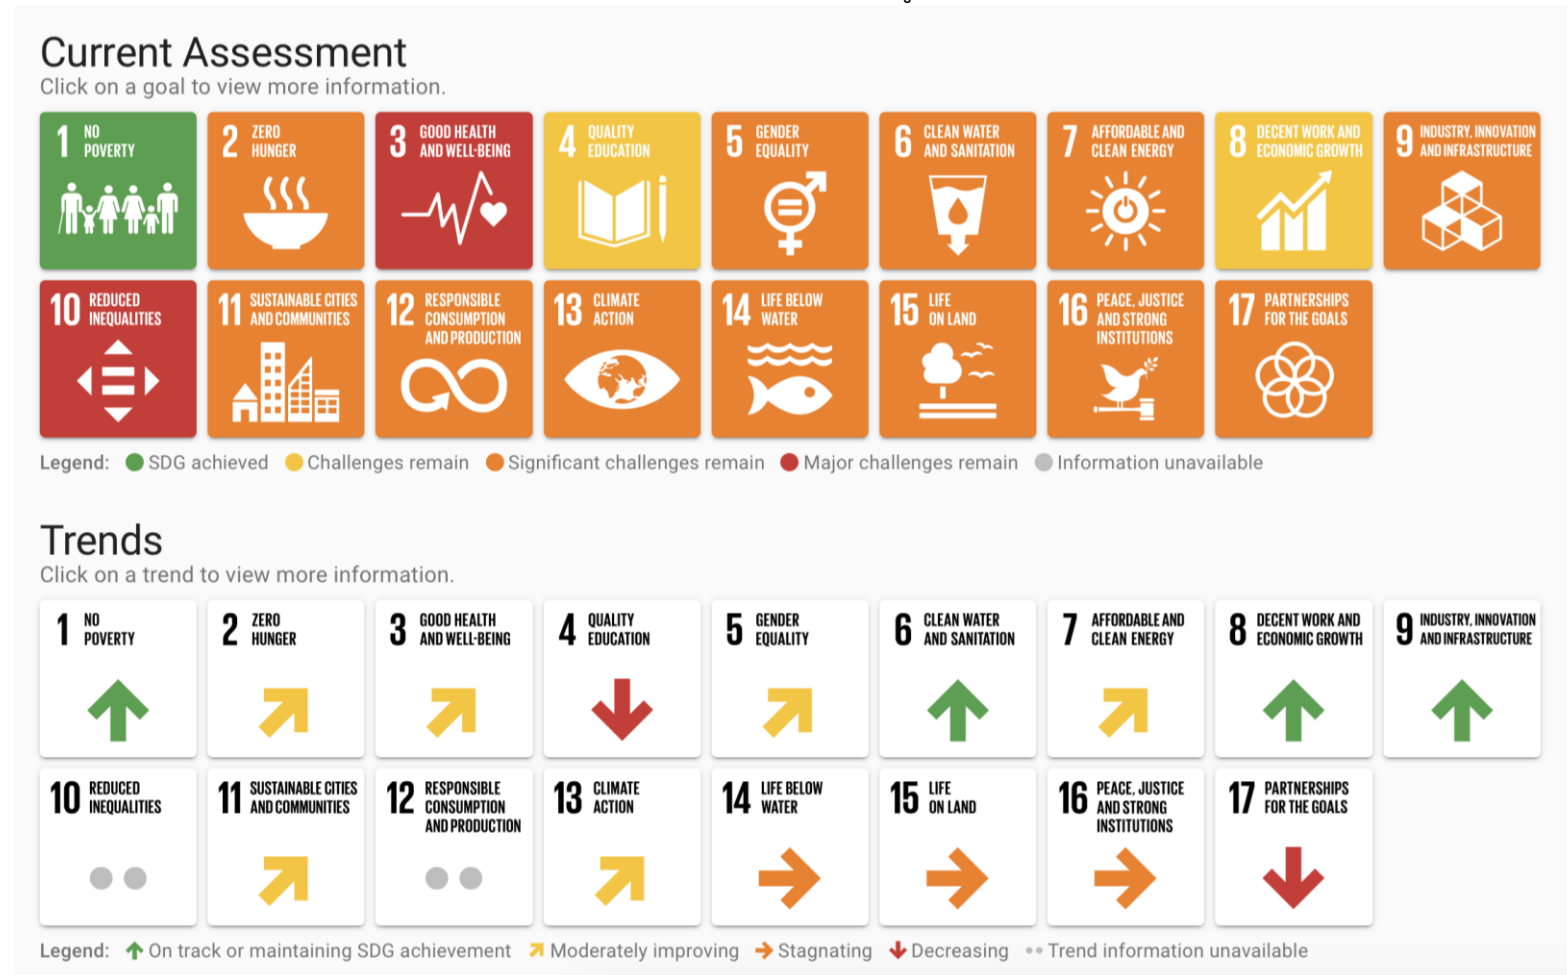 Current Assessment
Click on a goal to view more information.
1 NO
POVERTY
2 ZERO
HUNGER
3 GOOD HEALTH
AND WELL-BEING
4 QUALITY
EDUCATION
5 GENDER
EQUALITY
6 CLEAN WATER
AND SANITATION
7 AFFORDABLE AND
CLEAN ENERGY
8 DECENT WORK AND
ECONOMIC GROWTH
9 INDUSTRY, INNOVATION
AND INFRASTRUCTURE
10 REDUCED
INEQUALITIES
11 SUSTAINABLE CITIES
AND COMMUNITIES
12 RESPONSIBLE
CONSUMPTION
AND PRODUCTION
13 CLIMATE
ACTION
14 LIFE BELOW
WATER
15 LIFE
ON LAND
16 PEACE, JUSTICE
AND STRONG
INSTITUTIONS
17 PARTNERSHIPS
FOR THE GOALS
Legend: SDG achieved Challenges remain Significant challenges remain Major challenges remain Information unavailable
Trends
Click on a trend to view more information.
1 NO
POVERTY
2 ZERO
HUNGER
3 GOOD HEALTH
AND WELL-BEING
4 QUALITY
EDUCATION
5 GENDER
EQUALITY
6 CLEAN WATER
AND SANITATION
7 AFFORDABLE AND
CLEAN ENERGY
8 DECENT WORK AND
ECONOMIC GROWTH
9 INDUSTRY, INNOVATION
AND INFRASTRUCTURE
10 REDUCED
INEQUALITIES
11 SUSTAINABLE CITIES
AND COMMUNITIES
12 RESPONSIBLE
CONSUMPTION
AND PRODUCTION
13 CLIMATE
ACTION
14 LIFE BELOW
WATER
15 LIFE
ON LAND
16 PEACE, JUSTICE
AND STRONG
INSTITUTIONS
17 PARTNERSHIPS
FOR THE GOALS
Legend: On track or maintaining SDG achievement Moderately improving Stagnating Decreasing Trend information unavailable